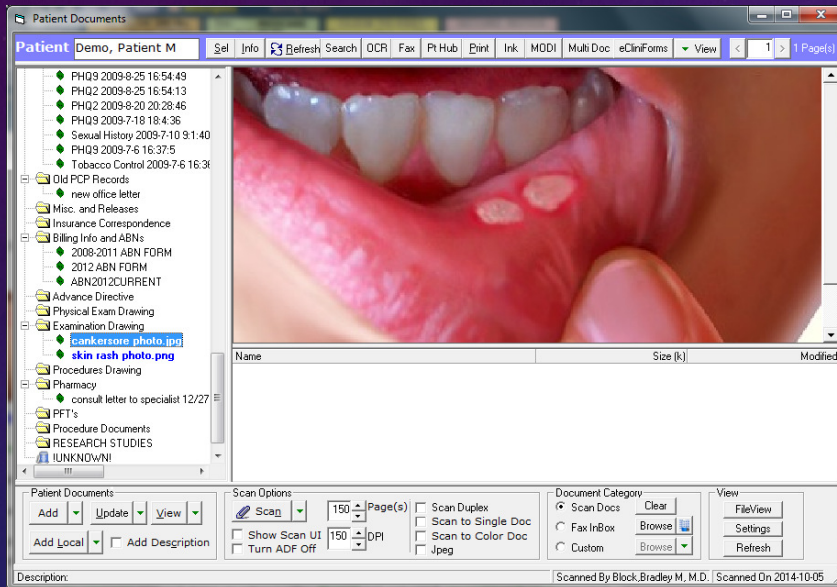 Patient Documents
Patient Demo, Patient M Sel Info Refresh Search OCR Fax Pt Hub Print Ink MODI Multi Doc eCliniForms View < 1 > 1 Page(s)
PHQ9 2009-8-25 16:54:49
PHQ2 2009-8-25 16:54:13
PHQ2 2009-8-20 20:28:46
PHQ9 2009-7-18 18:4:36
Sexual History 2009-7-10 9:1:40
PHQ9 2009-7-6 16:37:5
Tobacco Control 2009-7-6 16:36
Old PCP Records
new office letter
Misc. and Releases
Insurance Correspondence
Billing Info and ABNs
2008-2011 ABN FORM
2012 ABN FORM
ABN2012CURRENT
Advance Directive
Physical Exam Drawing
Examination Drawing
cankersore photo.jpg
skin rash photo.png
Procedures Drawing
Pharmacy
consult letter to specialist 12/27
PFT's
Procedure Documents
RESEARCH STUDIES
!UNKNOWN!
Name Size (k) Modified
Patient Documents
Add Update View
Add Local Add Description
Scan Options
Scan 150 Page(s)
Show Scan UI 150 DPI
Turn ADF Off
Scan Duplex
Scan to Single Doc
Scan to Color Doc
Jpeg
Document Category
Scan Docs Clear
Fax InBox Browse
Custom Browse
View
FileView
Settings
Refresh
Description: Scanned By Block,Bradley M, M.D. Scanned On 2014-10-05